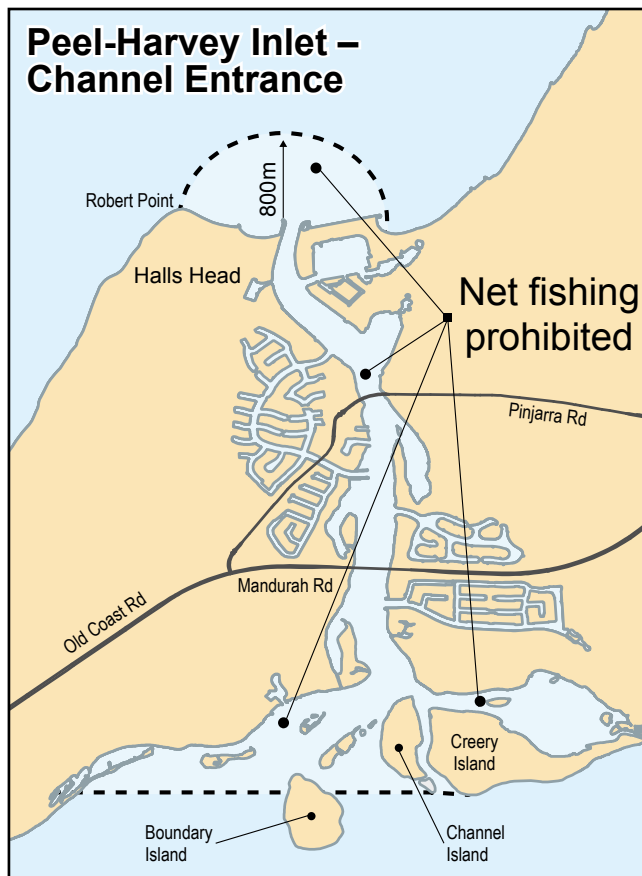 Peel-Harvey Inlet –
Channel Entrance
800m
Robert Point
Halls Head
Net fishing
prohibited
Pinjarra Rd
Mandurah Rd
Old Coast Rd
Creery
Island
Boundary
Island
Channel
Island